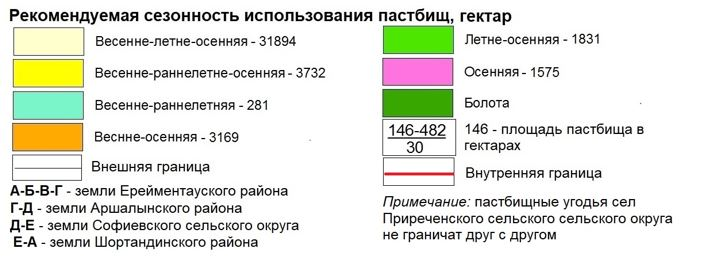 Рекомендуемая сезонность использования пастбищ, гектар
Весенне-летне-осенняя - 31894
Весенне-раннелетне-осенняя - 3732
Весенне-раннелетняя - 281
Веснне-осенняя - 3169
Внешняя граница
А-Б-В-Г - земли Ерейментауского района
Г-Д - земли Аршалынского района
Д-Е - земли Софиевского сельского округа
Е-А - земли Шортандинского района
Летне-осенняя - 1831
Осенняя - 1575
Болота
146-482
30
146 - площадь пастбища в
гектарах
Внутренняя граница
Примечание: пастбищные угодья сел
Приреченского сельского сельского округа
не граничат друг с другом